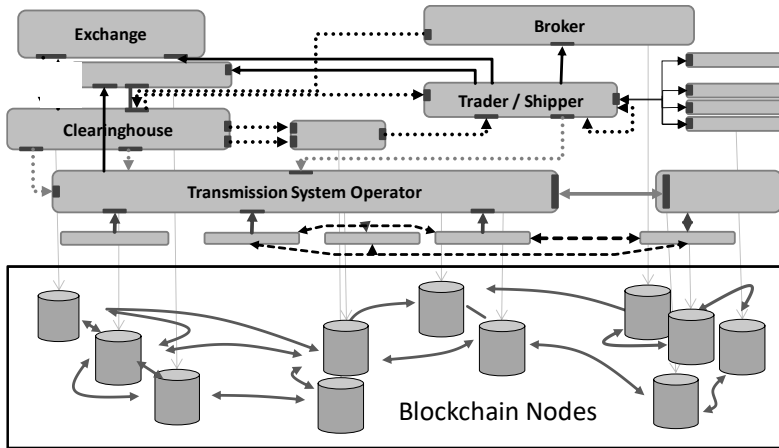 Exchange
Broker
Trader / Shipper
Clearinghouse
Transmission System Operator
Blockchain Nodes